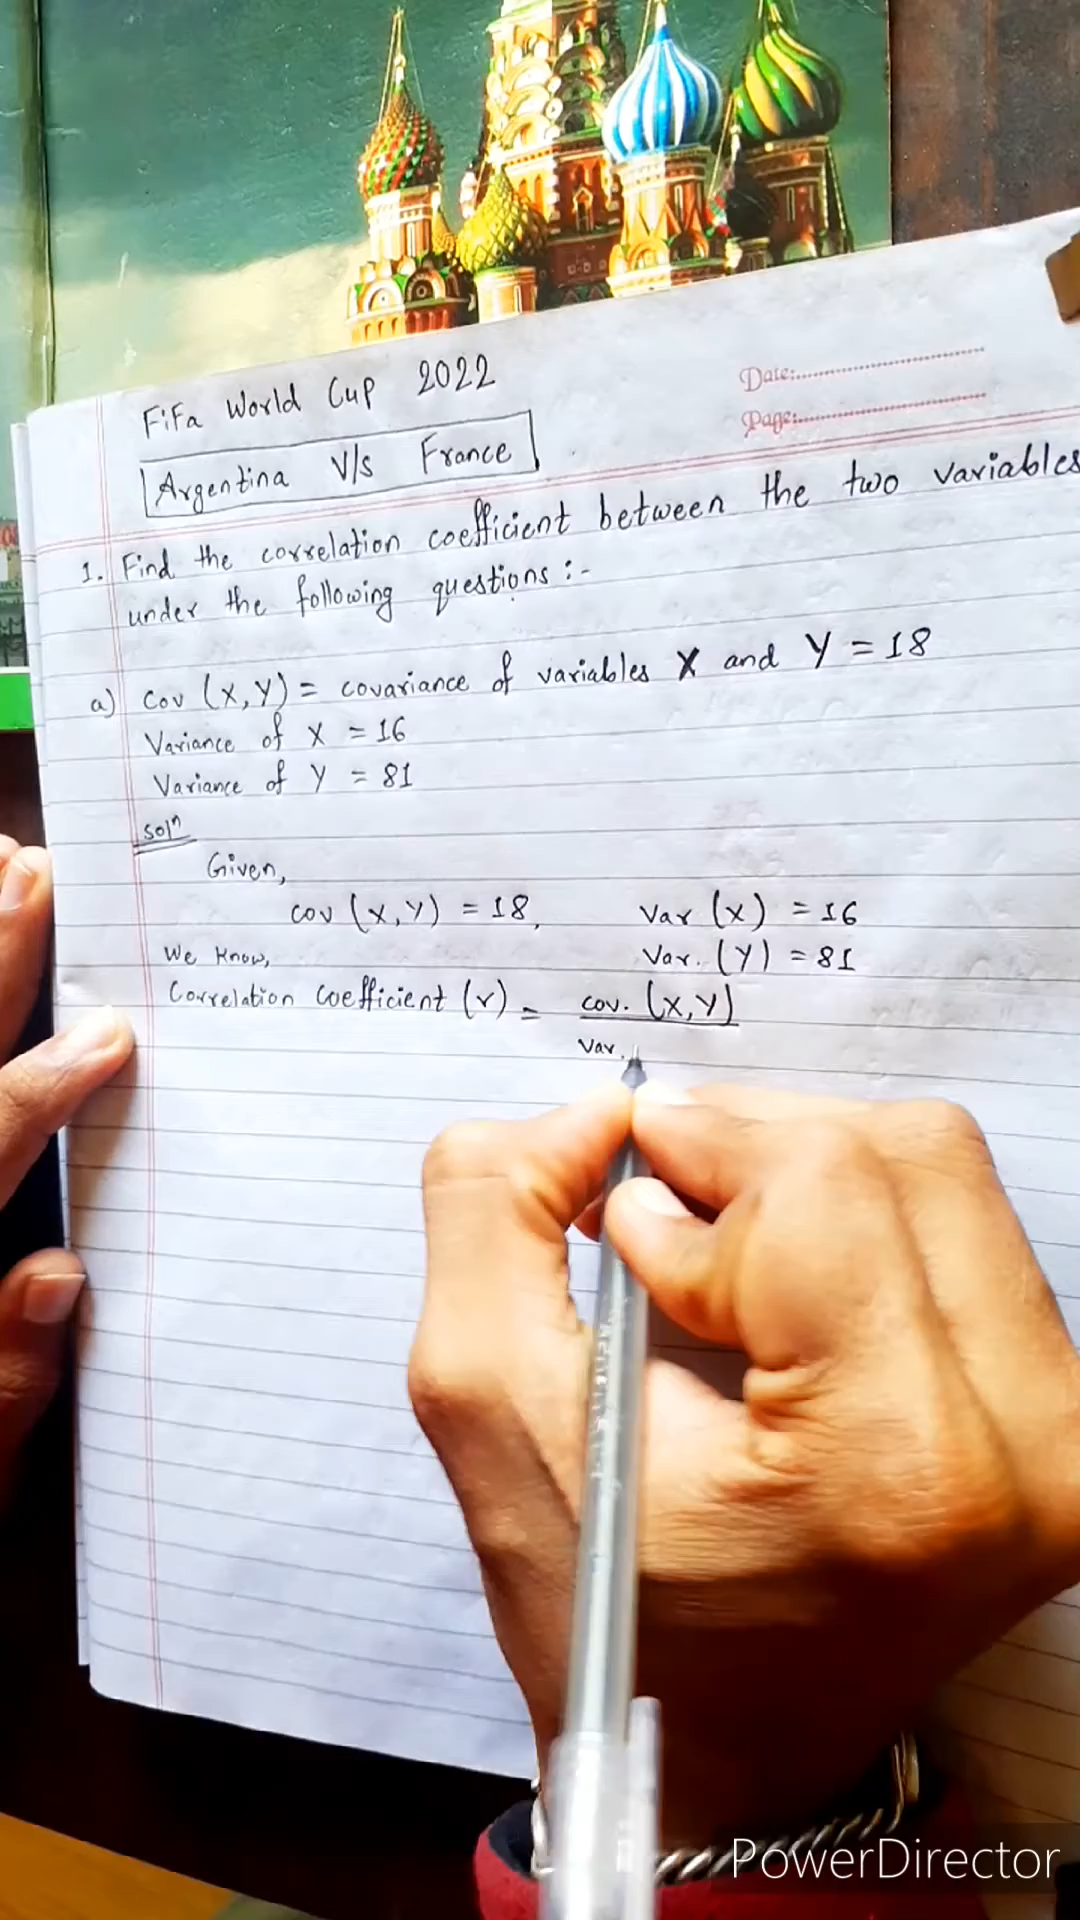 FiFa World Cup 2022
Date:
Argentina V/s France
Page:
1. Find the correlation coefficient between the two variables
under the following questions :-
a) Cov (X,Y) = covariance of variables X and Y = 18
Variance of X = 16
Variance of Y = 81
Solⁿ
Given,
cov (X,Y) = 18,
Var (X) = 16
We know,
Var. (Y) = 81
Correlation Coefficient (r) = cov. (X,Y)
Var.
PowerDirector